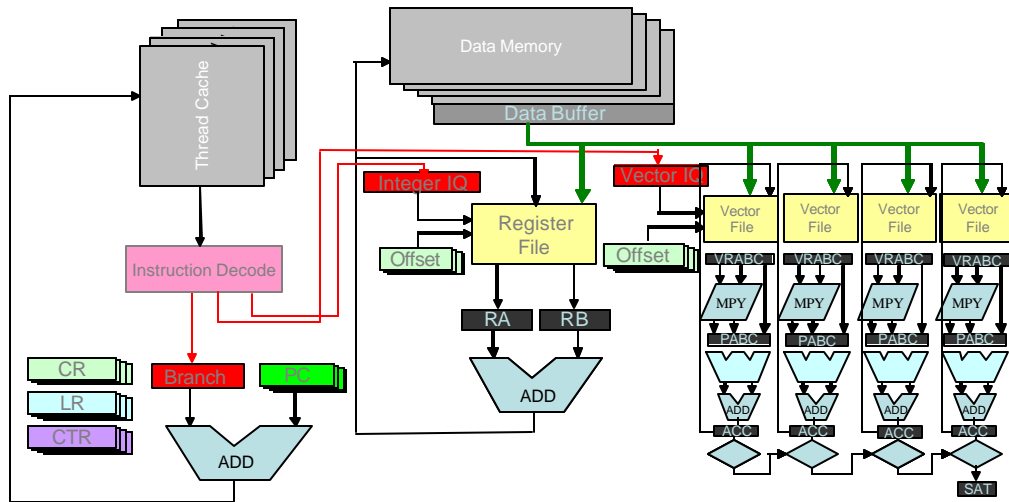 Thread Cache
Data Memory
Data Buffer
Integer IQ
Vector IQ
Register
File
Offset
Offset
Vector
File
Vector
File
Vector
File
Vector
File
Instruction Decode
VRABC
VRABC
VRABC
VRABC
MPY
MPY
MPY
MPY
RA
RB
PABC
PABC
PABC
PABC
CR
LR
CTR
Branch
PC
ADD
ADD
ADD
ADD
ADD
ADD
ACC
ACC
ACC
ACC
SAT